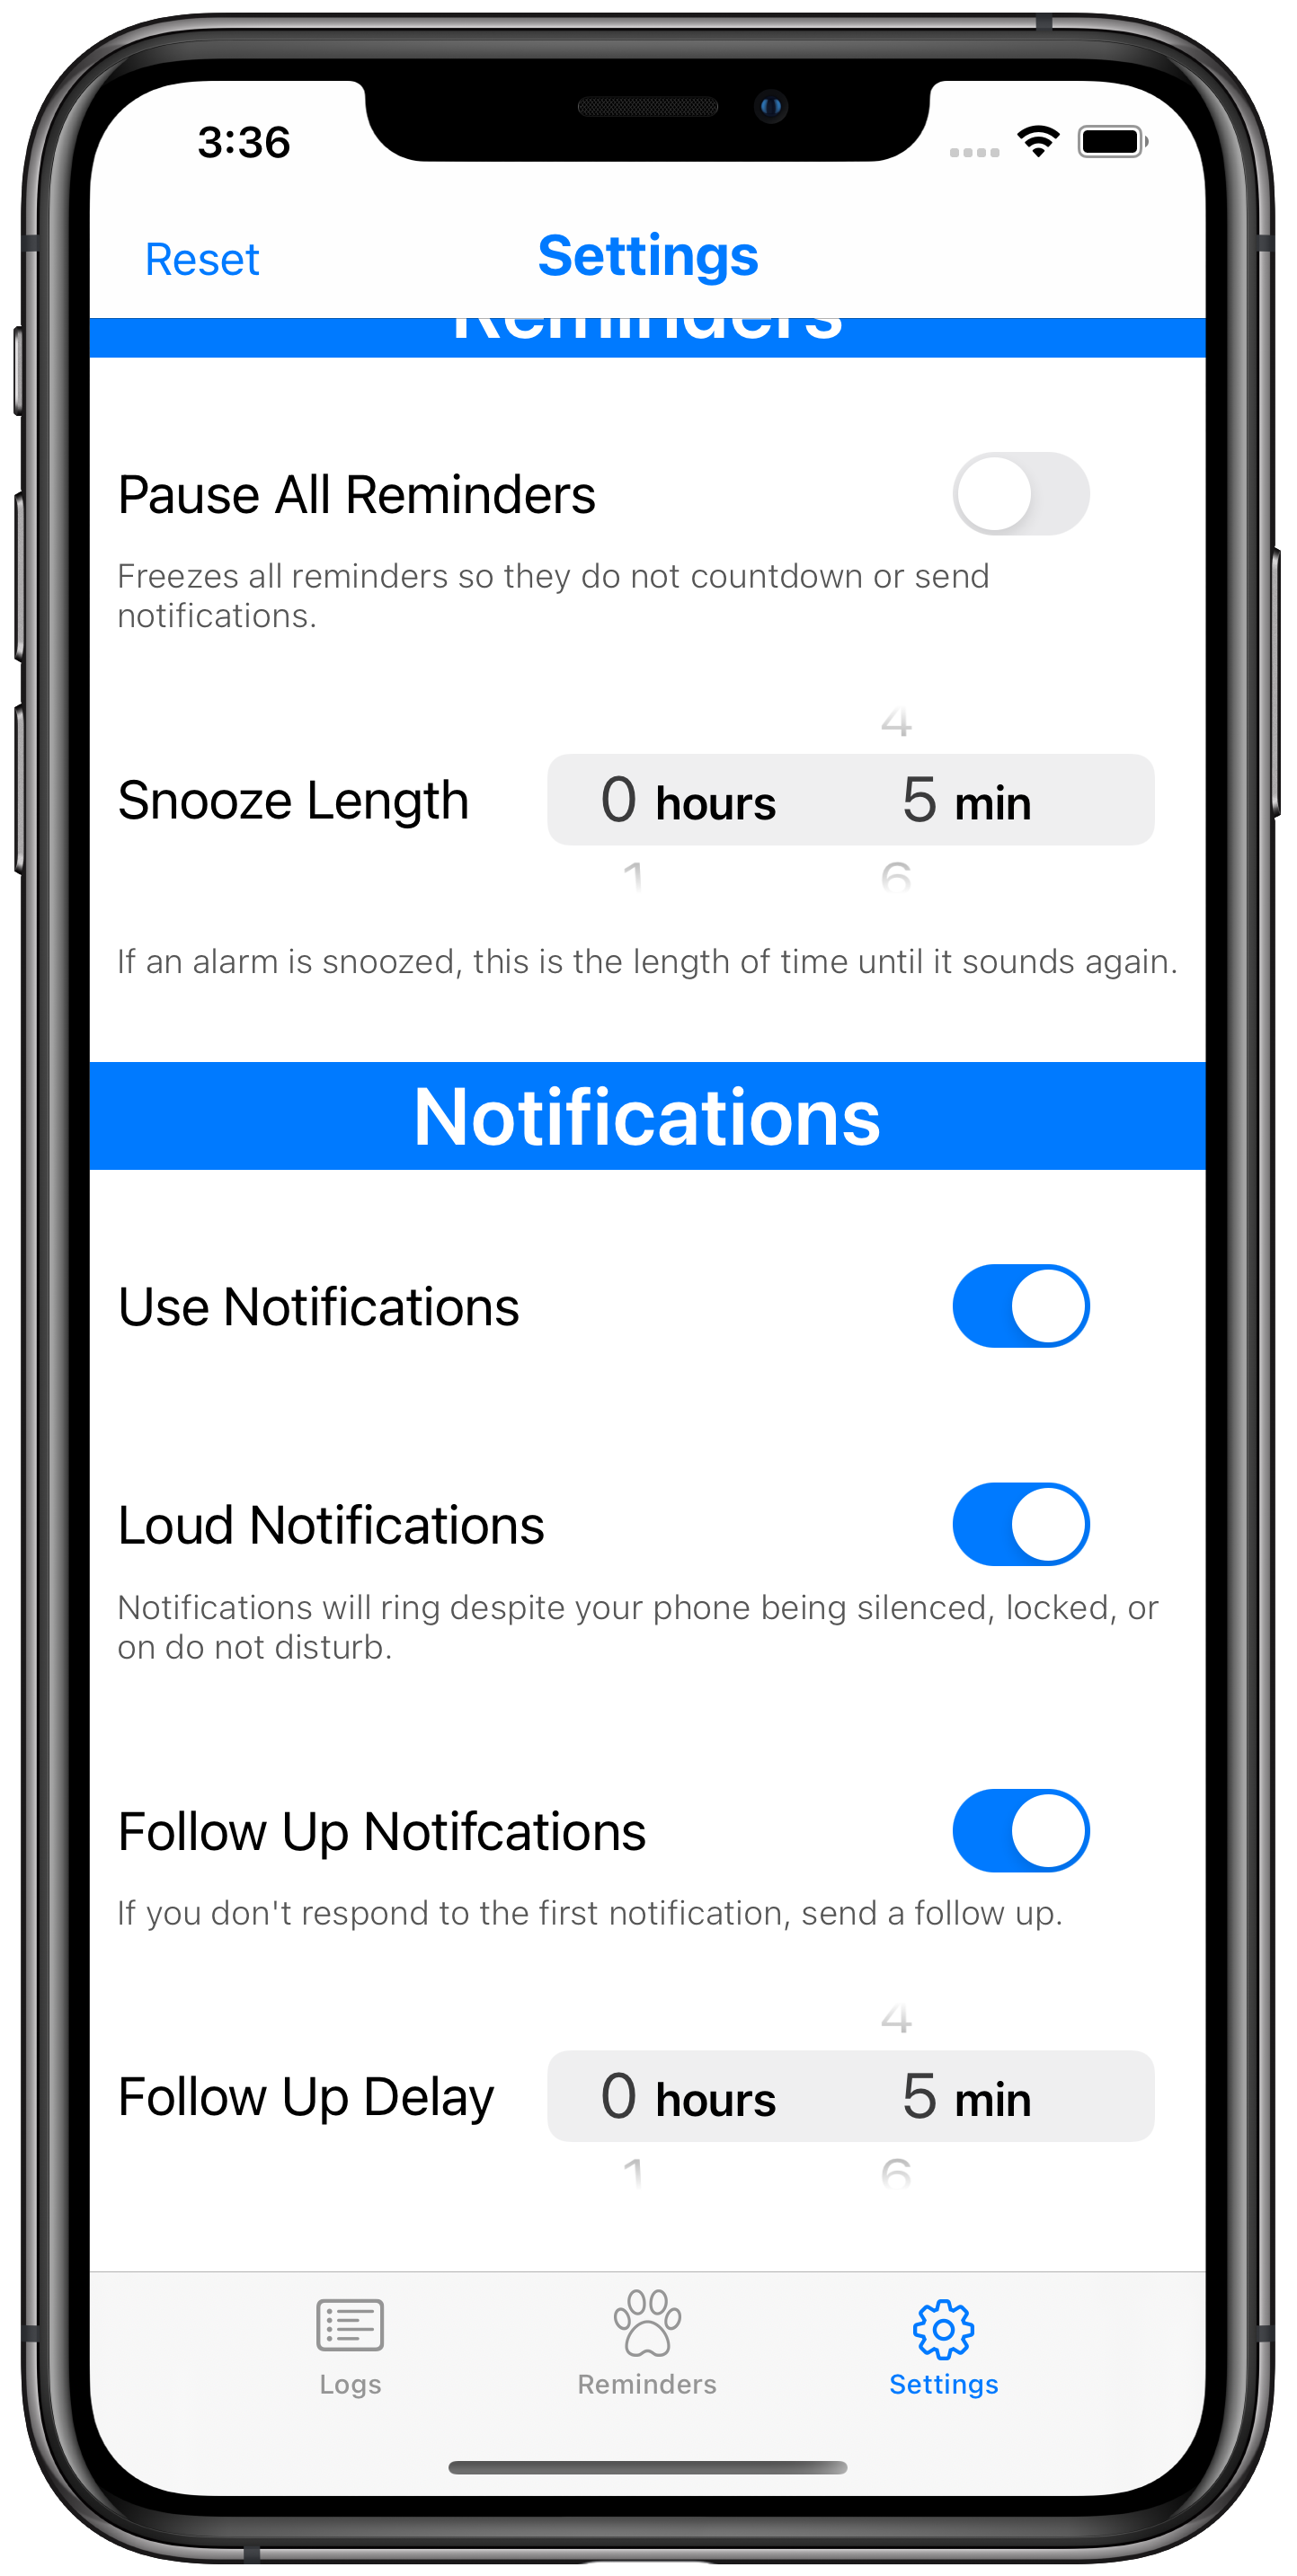 3:36
Reset
Settings
Reminders
Pause All Reminders
Freezes all reminders so they do not countdown or send
notifications.
4
Snooze Length
0 hours 5 min
1 6
If an alarm is snoozed, this is the length of time until it sounds again.
Notifications
Use Notifications
Loud Notifications
Notifications will ring despite your phone being silenced, locked, or
on do not disturb.
Follow Up Notifcations
If you don't respond to the first notification, send a follow up.
4
Follow Up Delay
0 hours 5 min
1 6
Logs
Reminders
Settings